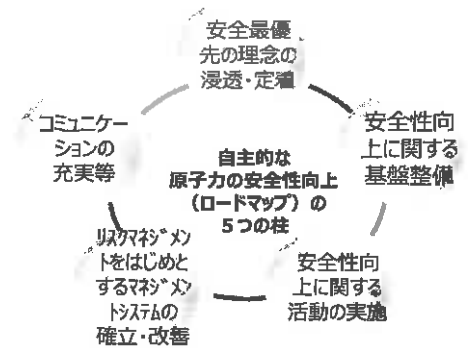 安全最優
先の理念の
浸透・定着
安全性向
上に関する
基盤整備
安全性向
上に関する
活動の実施
リスクマネジメン
トをはじめと
するマネジメン
トシステムの
確立・改善
コミュニケー
ションの
充実等
自主的な
原子力の安全性向上
（ロードマップ）の
５つの柱